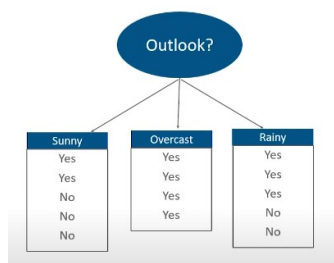 Outlook?
Sunny
Yes
Yes
No
No
No
Overcast
Yes
Yes
Yes
Yes
Rainy
Yes
Yes
Yes
No
No